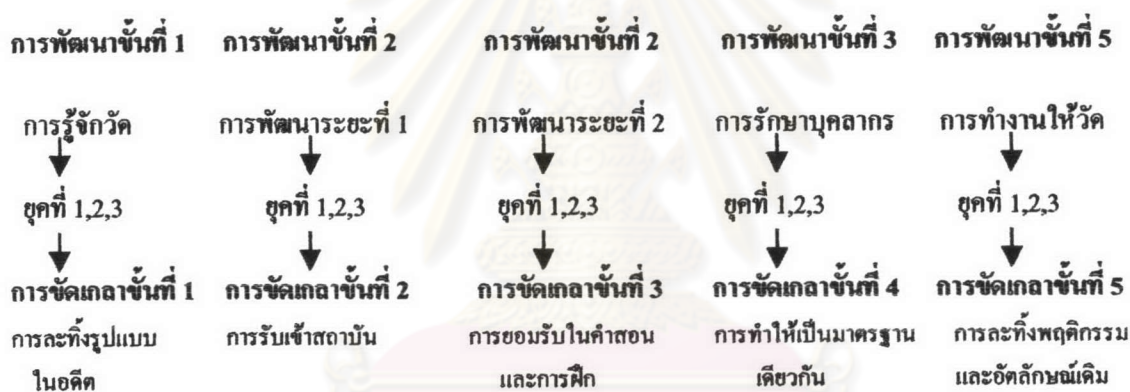 การพัฒนาขั้นที่ 1 การพัฒนาขั้นที่ 2 การพัฒนาขั้นที่ 2 การพัฒนาขั้นที่ 3 การพัฒนาขั้นที่ 5
การรู้จักวัด การพัฒนาระยะที่ 1 การพัฒนาระยะที่ 2 การรักษาบุคลากร การทำงานให้วัด
ยุคที่ 1,2,3 ยุคที่ 1,2,3 ยุคที่ 1,2,3 ยุคที่ 1,2,3 ยุคที่ 1,2,3
การขัดเกลาขั้นที่ 1 การขัดเกลาขั้นที่ 2 การขัดเกลาขั้นที่ 3 การขัดเกลาขั้นที่ 4 การขัดเกลาขั้นที่ 5
การละทิ้งรูปแบบ การรับเข้าสถาบัน การยอมรับในคำสอน การทำให้เป็นมาตรฐาน การละทิ้งพฤติกรรม
ในอดีต และการฝึก เดียวกัน และอัตลักษณ์เดิม